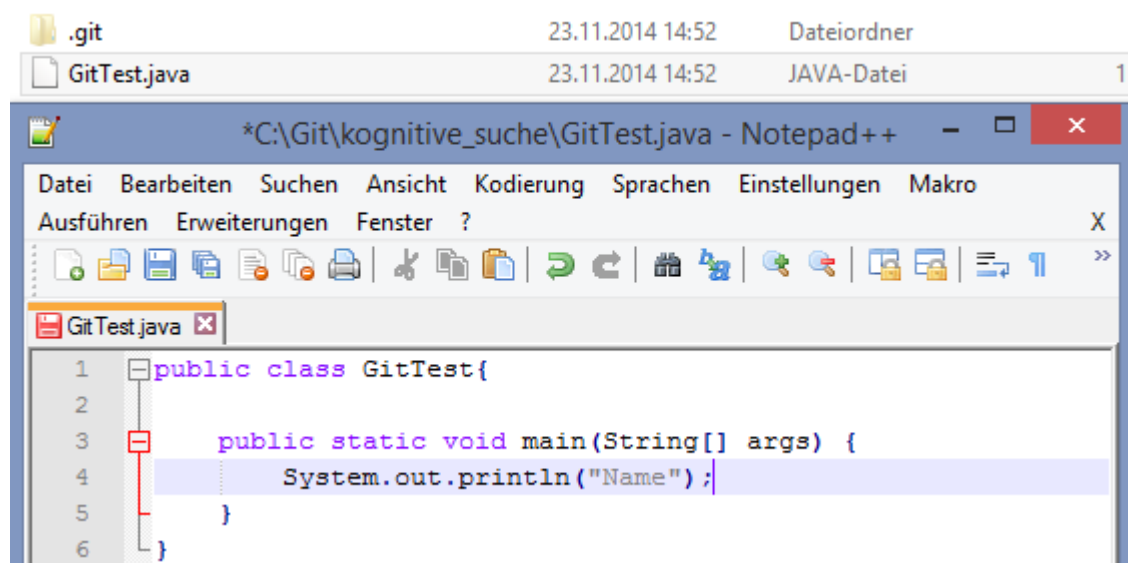 .git 23.11.2014 14:52 Dateiordner
GitTest.java 23.11.2014 14:52 JAVA-Datei 1
*C:\Git\kognitive_suche\GitTest.java - Notepad++
Datei Bearbeiten Suchen Ansicht Kodierung Sprachen Einstellungen Makro
Ausführen Erweiterungen Fenster ? X
GitTest.java
1 public class GitTest{
2
3 public static void main(String[] args) {
4 System.out.println("Name");
5 }
6 }